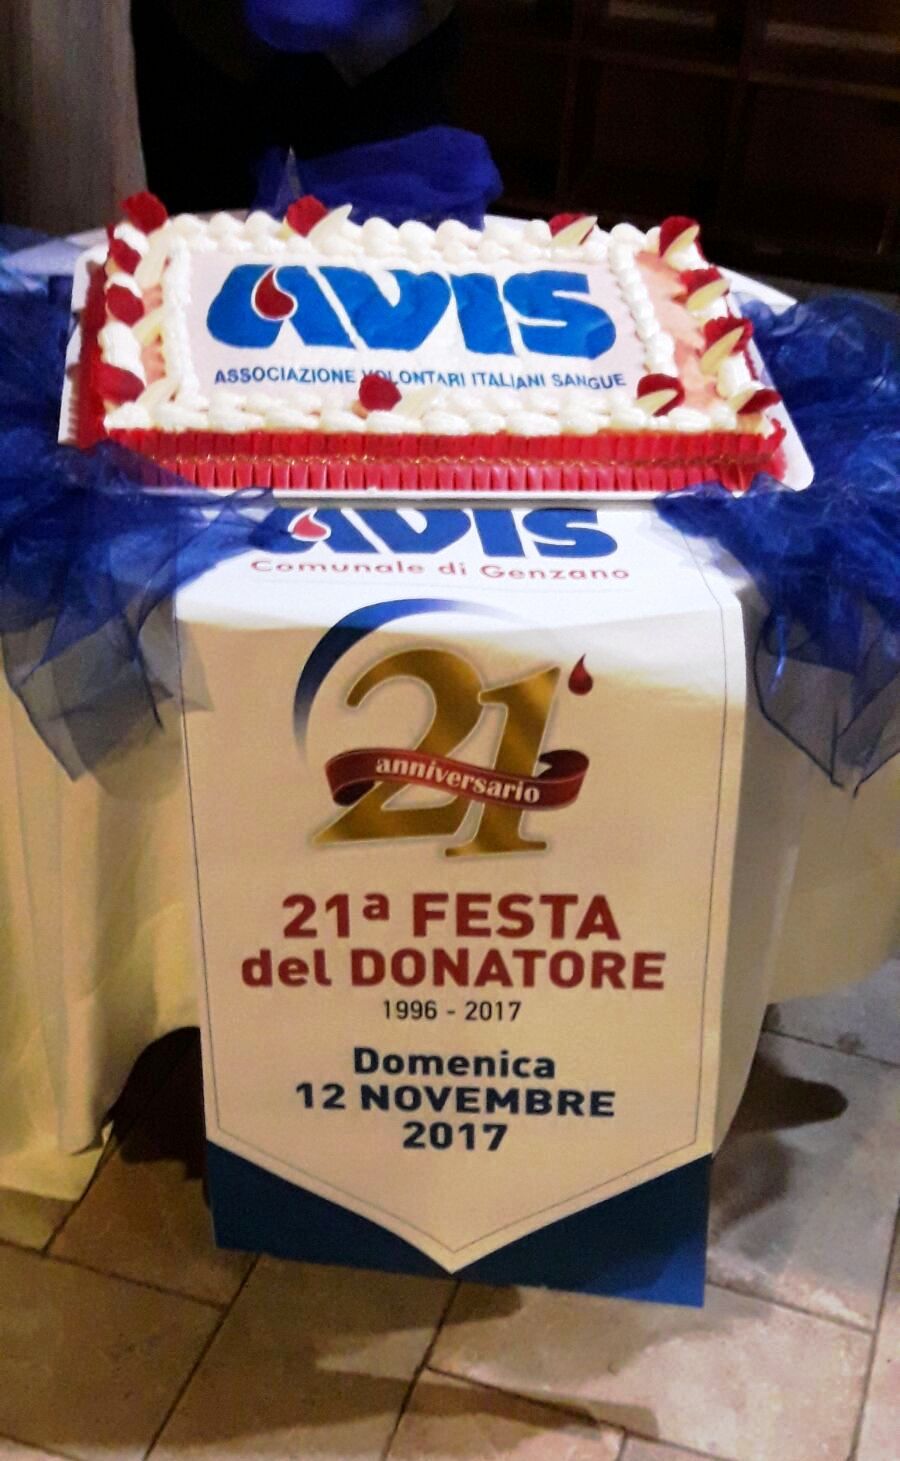 AVIS
ASSOCIAZIONE VOLONTARI ITALIANI SANGUE
AVIS
Comunale di Genzano
21°
anniversario
21ª FESTA
del DONATORE
1996 - 2017
Domenica
12 NOVEMBRE
2017